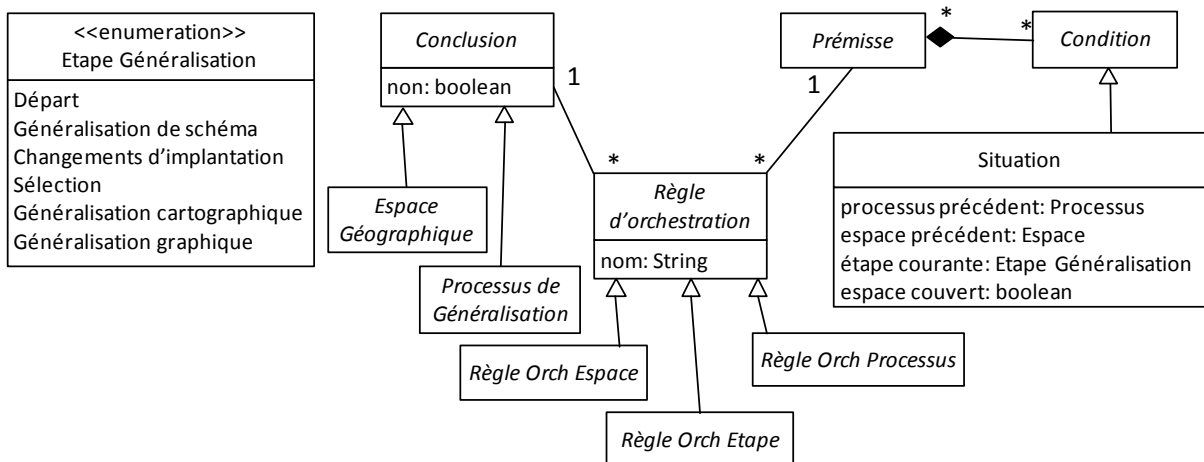 <<enumeration>>
Etape Généralisation
Départ
Généralisation de schéma
Changements d'implantation
Sélection
Généralisation cartographique
Généralisation graphique
Conclusion
non: boolean
1
*
Prémisse
*
*
Condition
1
*
Espace
Géographique
Processus de
Généralisation
Règle
d'orchestration
nom: String
Situation
processus précédent: Processus
espace précédent: Espace
étape courante: Etape Généralisation
espace couvert: boolean
Règle Orch Espace
Règle Orch Processus
Règle Orch Etape